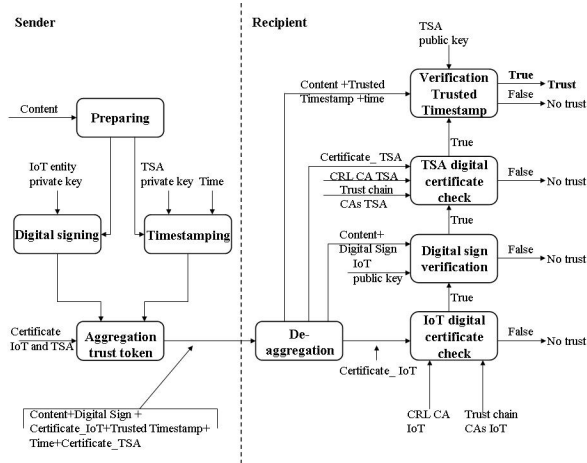 Sender
Recipient
TSA
public key
Content
Preparing
Content +Trusted
Timestamp +time
Verification
Trusted
Timestamp
True
Trust
False
No trust
True
IoT entity
private key
TSA
private key
Time
Certificate_ TSA
CRL CA TSA
Trust chain
CAs TSA
TSA digital
certificate
check
False
No trust
True
Digital signing
Timestamping
Content+
Digital Sign
IoT
public key
Digital sign
verification
False
No trust
True
Certificate
IoT and TSA
Aggregation
trust token
De-
aggregation
Certificate_ IoT
IoT digital
certificate
check
False
No trust
Content+Digital Sign +
Certificate_IoT+Trusted Timestamp+
Time+Certificate_TSA
CRL CA
IoT
Trust chain
CAs IoT